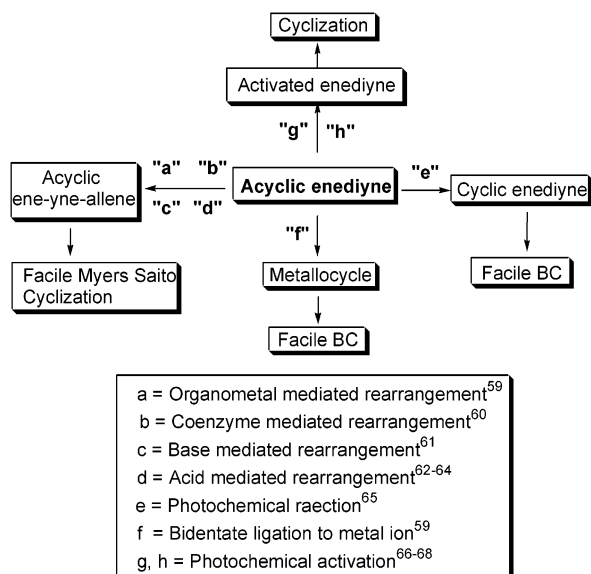 Cyclization
Activated enediyne
"g" "h"
"a" "b"
Acyclic
ene-yne-allene
"c" "d"
Acyclic enediyne
"e"
Cyclic enediyne
"f"
Facile Myers Saito
Cyclization
Metallocycle
Facile BC
Facile BC
a = Organometal mediated rearrangement59
b = Coenzyme mediated rearrangement60
c = Base mediated rearrangement61
d = Acid mediated rearrangement62-64
e = Photochemical raection65
f = Bidentate ligation to metal ion59
g, h = Photochemical activation66-68